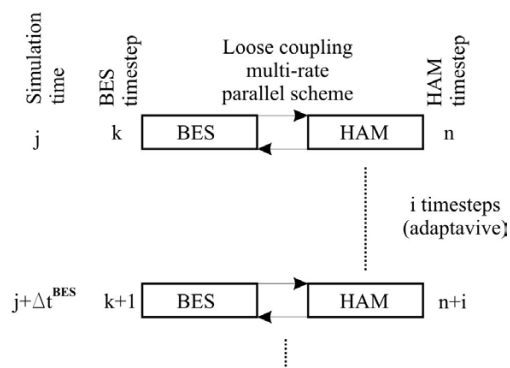 Simulation
time
BES
timestep
Loose coupling
multi-rate
parallel scheme
HAM
timestep
j k BES HAM n
i timesteps
(adaptavive)
j+Δt^BES k+1 BES HAM n+i